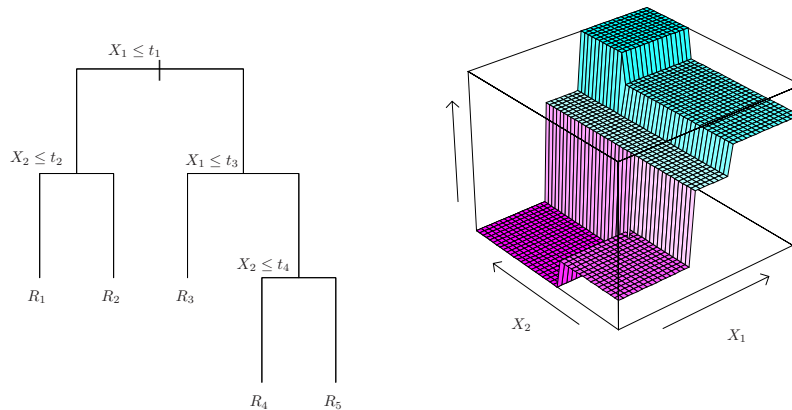 X₁ ≤ t₁
X₂ ≤ t₂
X₁ ≤ t₃
X₂ ≤ t₄
R₁
R₂
R₃
R₄
R₅
X₂
X₁